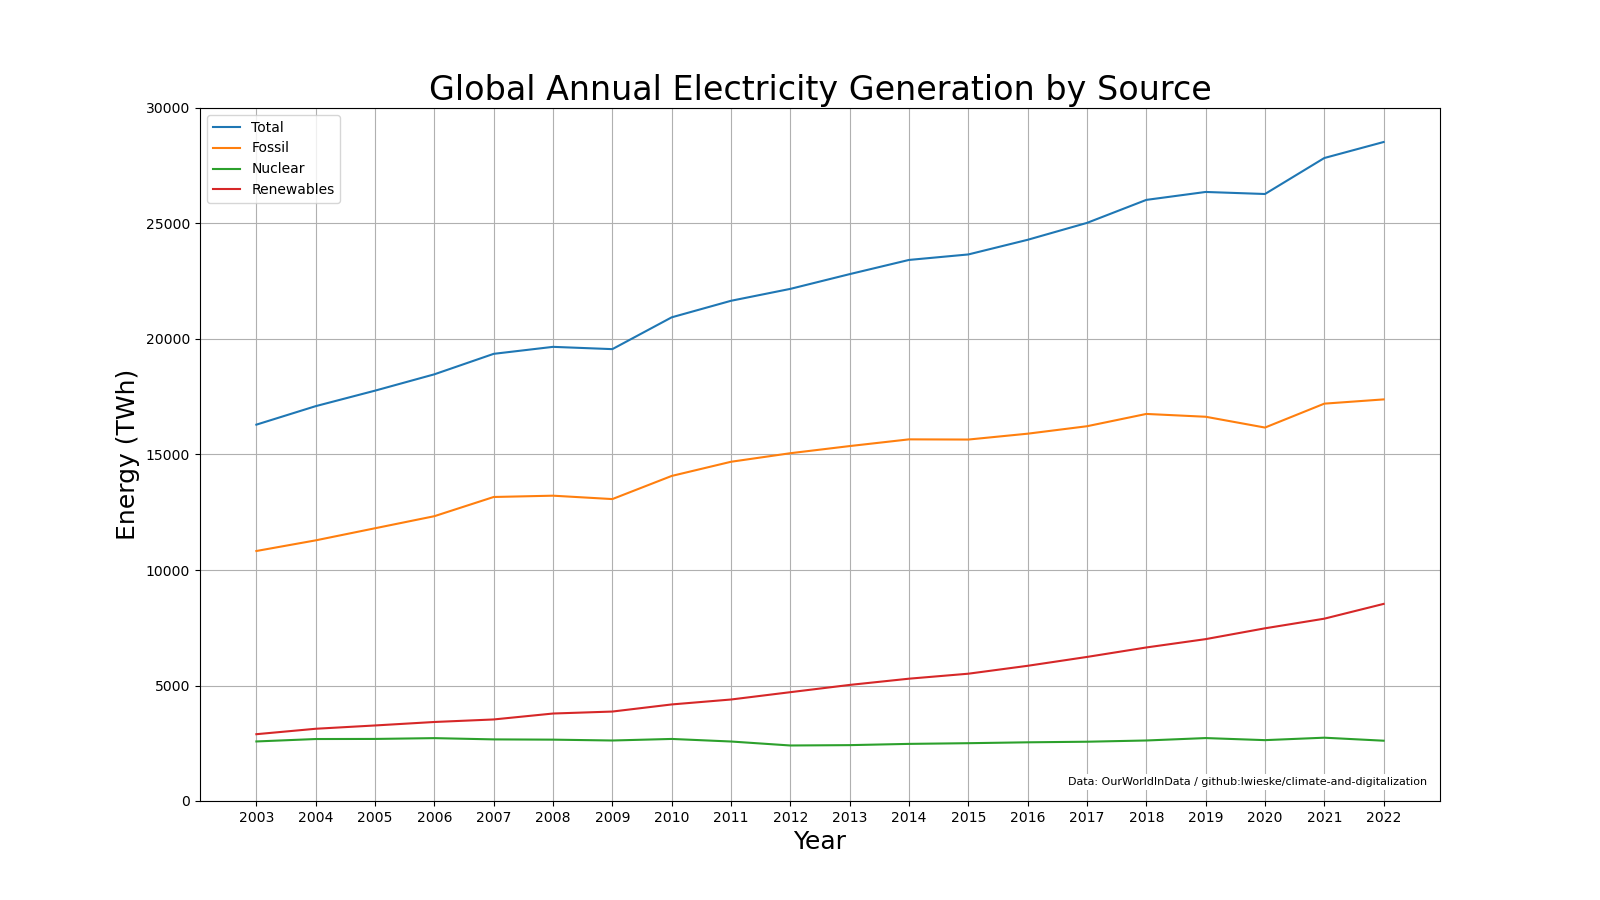 Global Annual Electricity Generation by Source
Total
Fossil
Nuclear
Renewables
30000
25000
20000
15000
10000
5000
0
Energy (TWh)
Data: OurWorldInData / github:lwieske/climate-and-digitalization
2003 2004 2005 2006 2007 2008 2009 2010 2011 2012 2013 2014 2015 2016 2017 2018 2019 2020 2021 2022
Year